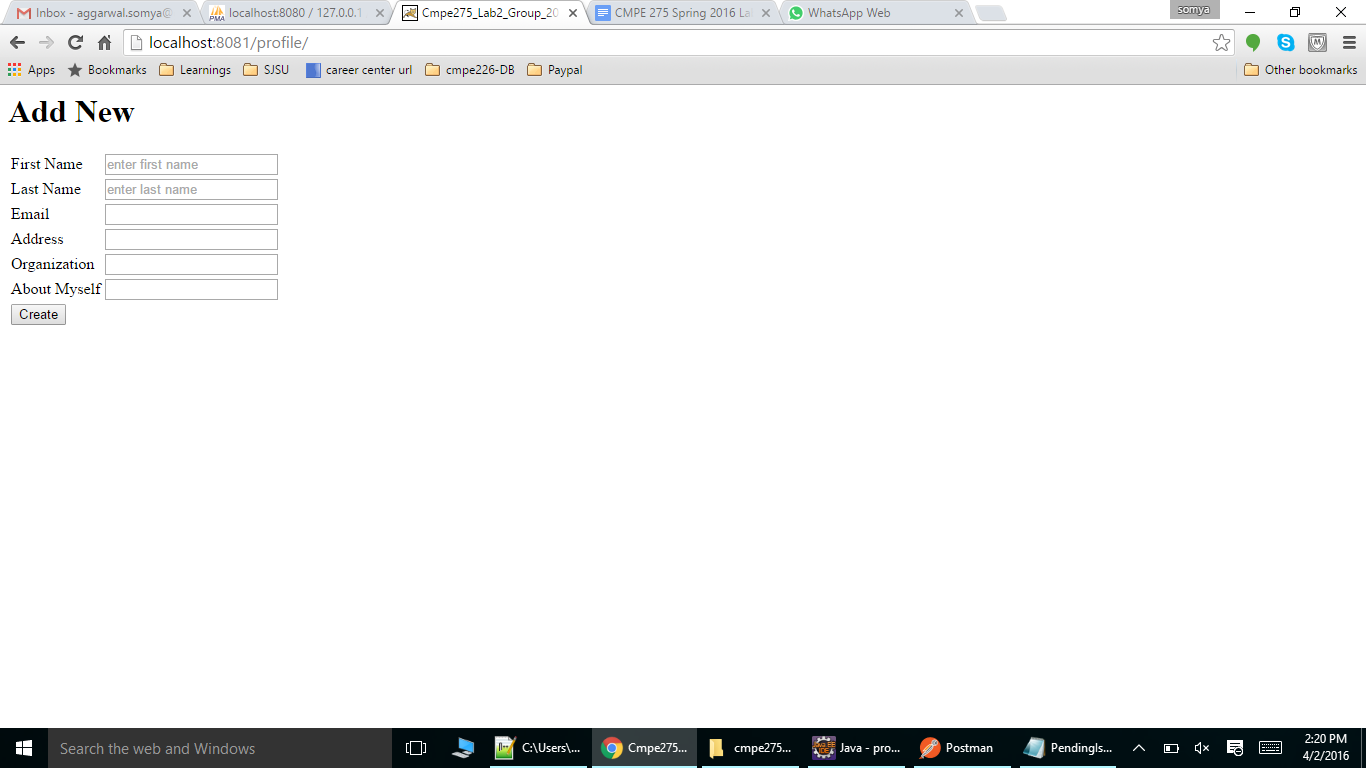 Inbox - aggarwal.somya@
localhost:8080 / 127.0.0.1
Cmpe275_Lab2_Group_20
CMPE 275 Spring 2016 La
WhatsApp Web
somya
localhost:8081/profile/
Apps
Bookmarks
Learnings
SJSU
career center url
cmpe226-DB
Paypal
Other bookmarks
Add New
First Name enter first name
Last Name enter last name
Email
Address
Organization
About Myself
Create
Search the web and Windows
C:\Users\...
Cmpe275...
cmpe275...
Java - pro...
Postman
PendingIs...
2:20 PM
4/2/2016